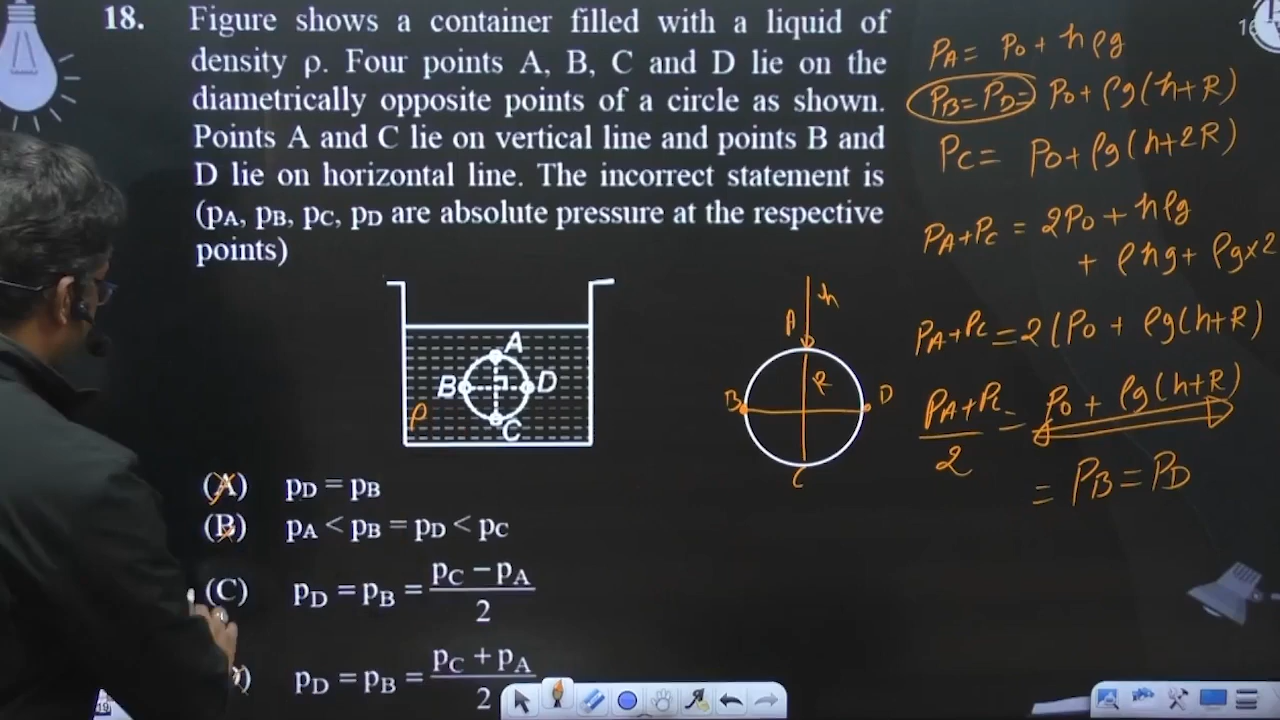 18. Figure shows a container filled with a liquid of
density ρ. Four points A, B, C and D lie on the
diametrically opposite points of a circle as shown.
Points A and C lie on vertical line and points B and
D lie on horizontal line. The incorrect statement is
(pA, pB, pC, pD are absolute pressure at the respective
points)
A
B D
ρ
C
(A) pD = pB
(B) pA < pB = pD < pC
(C) pD = pB = (pC − pA)/2
pD = pB = (pC + pA)/2
PA = P0 + hρg
PB = PD = P0 + ρg(h+R)
PC = P0 + ρg(h+2R)
PA + PC = 2P0 + hρg
+ ρhg + ρg×2
PA + PC = 2(P0 + ρg(h+R)
(PA + PC)/2 = P0 + ρg(h+R)
= PB = PD
h
A
R
B D
C
16
19